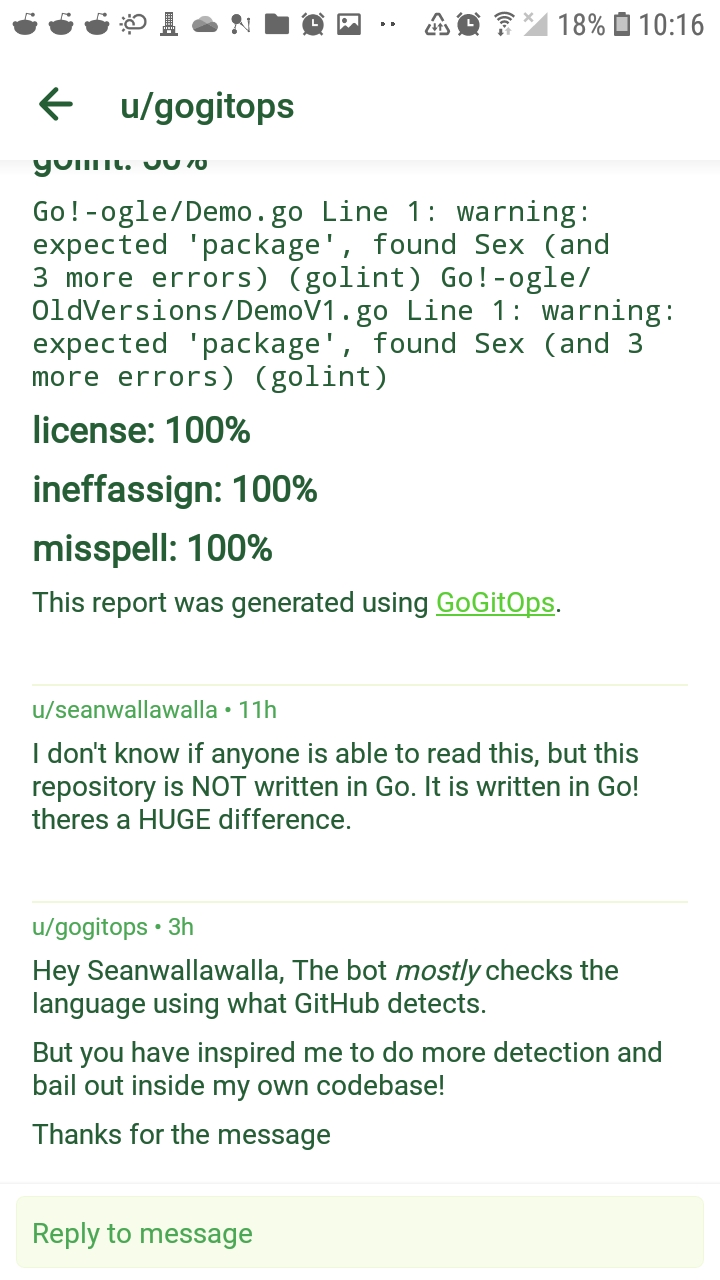 18% 10:16
u/gogitops
golint: 50%
Go!-ogle/Demo.go Line 1: warning:
expected 'package', found Sex (and
3 more errors) (golint) Go!-ogle/
OldVersions/DemoV1.go Line 1: warning:
expected 'package', found Sex (and 3
more errors) (golint)
license: 100%
ineffassign: 100%
misspell: 100%
This report was generated using GoGitOps.
u/seanwallawalla • 11h
I don't know if anyone is able to read this, but this
repository is NOT written in Go. It is written in Go!
theres a HUGE difference.
u/gogitops • 3h
Hey Seanwallawalla, The bot mostly checks the
language using what GitHub detects.
But you have inspired me to do more detection and
bail out inside my own codebase!
Thanks for the message
Reply to message